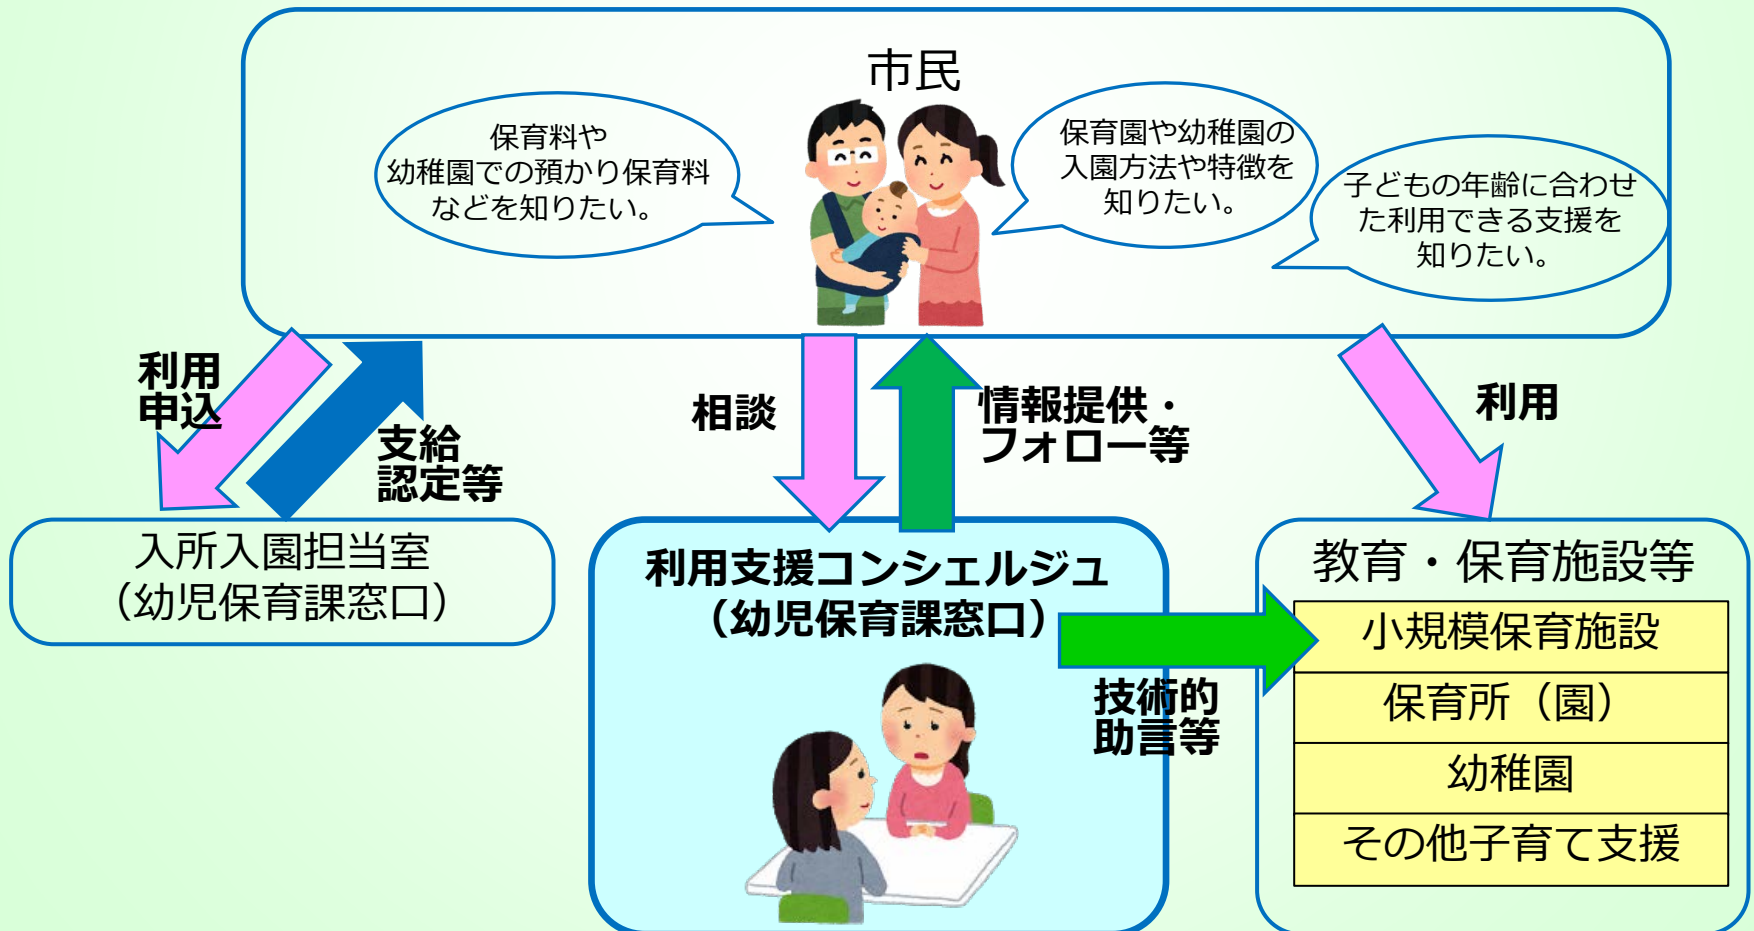 市民
保育料や
幼稚園での預かり保育料
などを知りたい。
保育園や幼稚園の
入園方法や特徴を
知りたい。
子どもの年齢に合わせ
た利用できる支援を
知りたい。
利用
申込
支給
認定等
相談
情報提供・
フォロー等
利用
入所入園担当室
（幼児保育課窓口）
利用支援コンシェルジュ
（幼児保育課窓口）
技術的
助言等
教育・保育施設等
小規模保育施設
保育所（園）
幼稚園
その他子育て支援